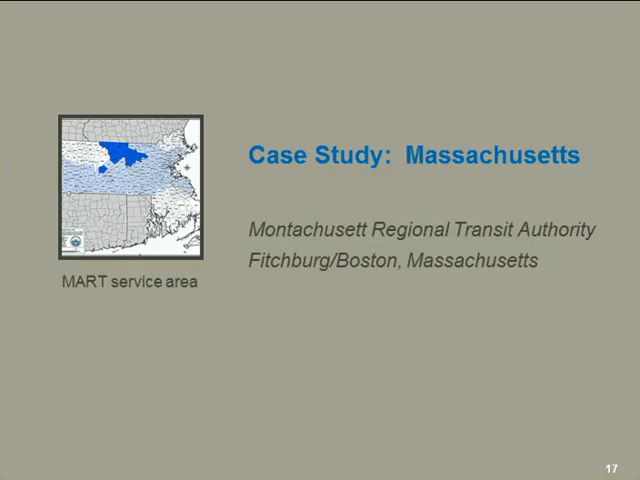 Case Study: Massachusetts
Montachusett Regional Transit Authority
Fitchburg/Boston, Massachusetts
MART service area
17